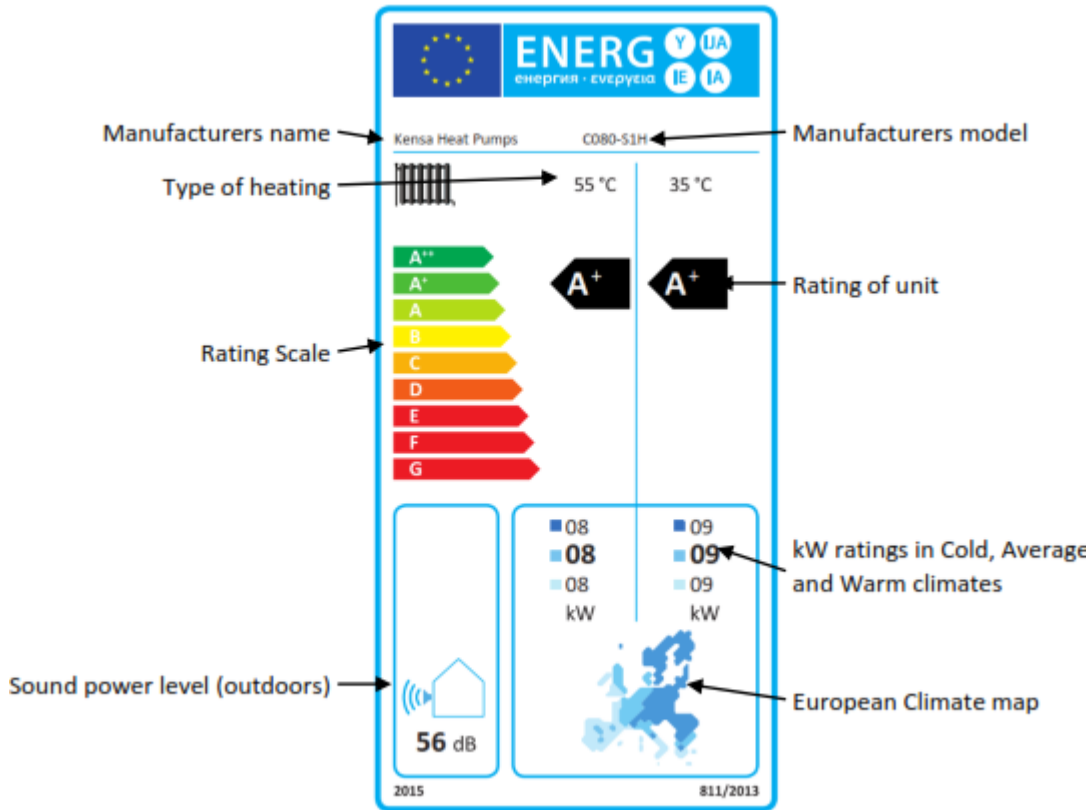 ENERG Y IJA
енергия · ενεργεια IE IA
Manufacturers name
Kensa Heat Pumps C080-S1H
Manufacturers model
Type of heating
55 °C 35 °C
A++
A+
A
B
C
D
E
F
G
A+ A+
Rating of unit
Rating Scale
08 09
08 09
08 09
kW kW
kW ratings in Cold, Average
and Warm climates
Sound power level (outdoors)
56 dB
European Climate map
2015 811/2013